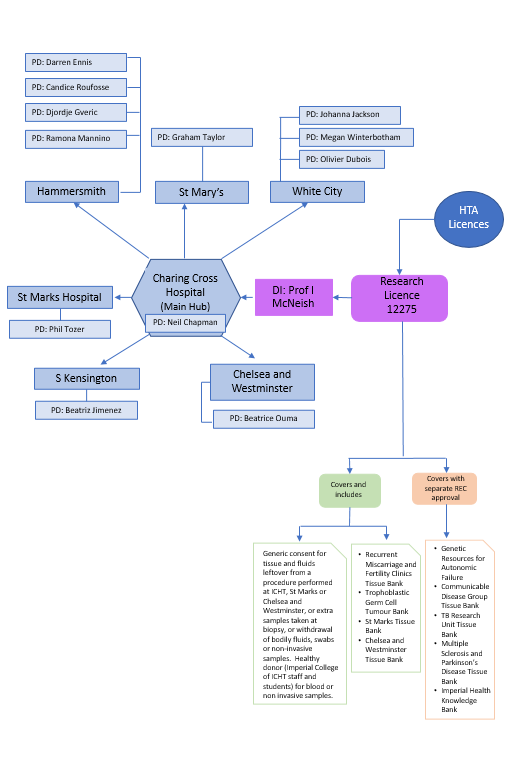 PD: Darren Ennis
PD: Candice Roufosse
PD: Djordje Gveric
PD: Ramona Mannino
Hammersmith
PD: Graham Taylor
St Mary's
PD: Johanna Jackson
PD: Megan Winterbotham
PD: Olivier Dubois
White City
HTA
Licences
Research
Licence
12275
DI: Prof I
McNeish
Charing Cross
Hospital
(Main Hub)
PD: Neil Chapman
St Marks Hospital
PD: Phil Tozer
S Kensington
PD: Beatriz Jimenez
Chelsea and
Westminster
PD: Beatrice Ouma
Covers and
includes
Covers with
separate REC
approval
Generic consent for
tissue and fluids
leftover from a
procedure performed
at ICHT, St Marks or
Chelsea and
Westminster, or extra
samples taken at
biopsy, or withdrawal
of bodily fluids, swabs
or non-invasive
samples. Healthy
donor (Imperial College
of ICHT staff and
students) for blood or
non invasive samples.
• Recurrent
Miscarriage and
Fertility Clinics
Tissue Bank
• Trophoblastic
Germ Cell
Tumour Bank
• St Marks Tissue
Bank
• Chelsea and
Westminster
Tissue Bank
• Genetic
Resources for
Autonomic
Failure
• Communicable
Disease Group
Tissue Bank
• TB Research
Unit Tissue
Bank
• Multiple
Sclerosis and
Parkinson's
Disease Tissue
Bank
• Imperial Health
Knowledge
Bank